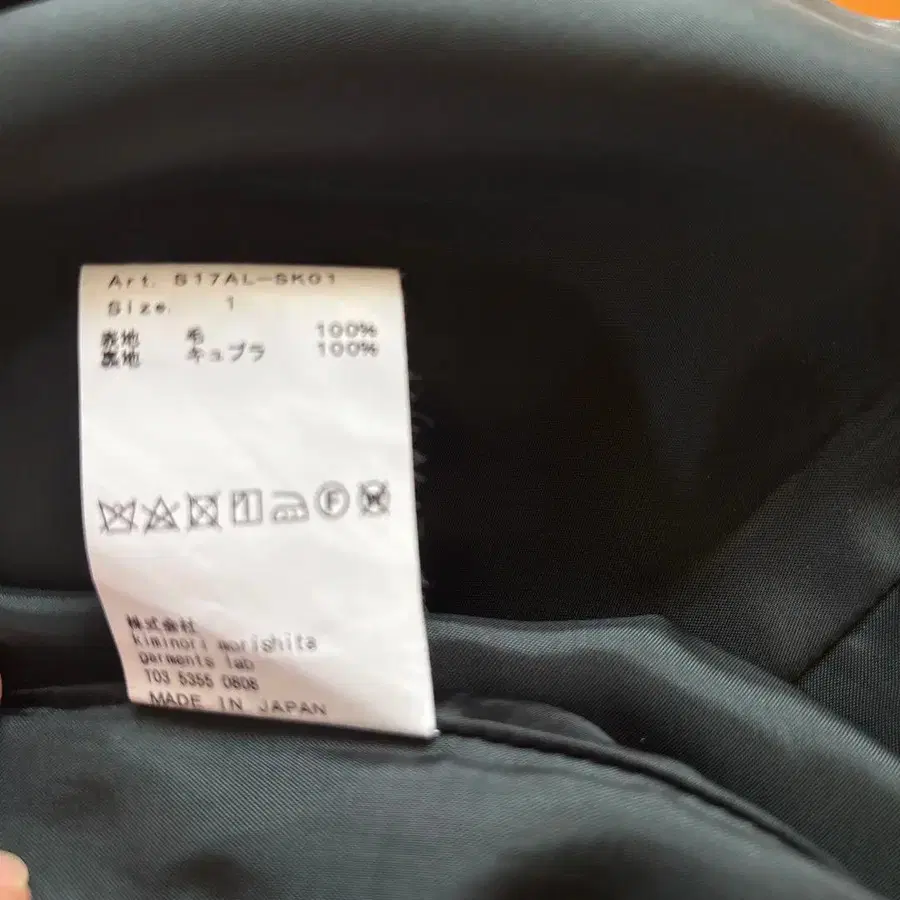 Art. S17AL-SK01
Size. 1
表地 毛 100%
裏地 キュプラ 100%
F W
株式会社
kiminori morishita
garments lab
T03 5355 0808
MADE IN JAPAN